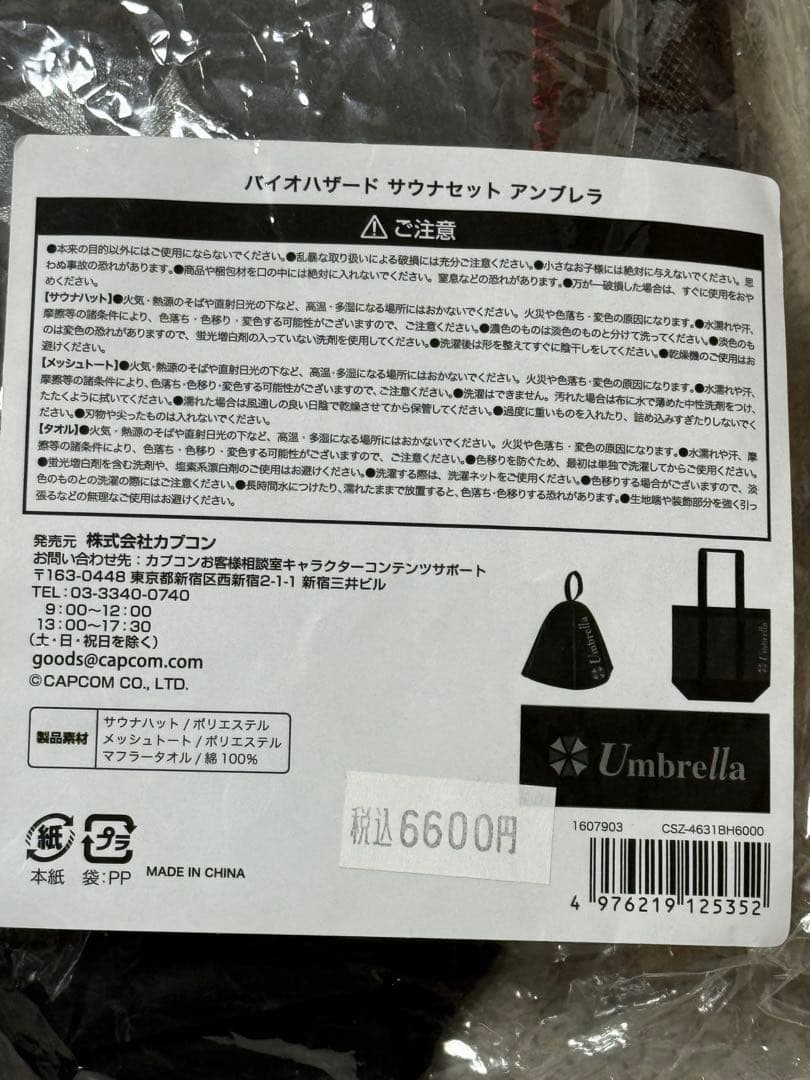 バイオハザード サウナセット アンブレラ
⚠ご注意
●本来の目的以外にはご使用にならないでください。●乱暴な取り扱いによる破損には充分ご注意ください。●小さなお子様には絶対に与えないでください。思
わぬ事故の恐れがあります。●商品や梱包材を口の中には絶対に入れないでください。窒息などの恐れがあります。●万が一破損した場合は、すぐに使用をおや
めください。
【サウナハット】●火気・熱源のそばや直射日光の下など、高温・多湿になる場所にはおかないでください。火災や色落ち・変色の原因になります。●水濡れや汗、
摩擦等の諸条件により、色落ち・色移り・変色する可能性がございますので、ご注意ください。●濃色のものは淡色のものと分けて洗ってください。●淡色のも
のは変色の恐れがありますので、蛍光増白剤の入っていない洗剤を使用してください。●洗濯後は形を整えてすぐに陰干しをしてください。●乾燥機のご使用はお
避けください。
【メッシュトート】●火気・熱源のそばや直射日光の下など、高温・多湿になる場所にはおかないでください。火災や色落ち・変色の原因になります。●水濡れや汗、
摩擦等の諸条件により、色落ち・色移り・変色する可能性がございますので、ご注意ください。●洗濯はできません。汚れた場合は布に水で薄めた中性洗剤をつけ、
たたくように拭いてください。●濡れた場合は風通しの良い日陰で乾燥させてから保管してください。●過度に重いものを入れたり、詰め込みすぎたりしないでく
ださい。●刃物や尖ったものは入れないでください。
【タオル】●火気・熱源のそばや直射日光の下など、高温・多湿になる場所にはおかないでください。火災や色落ち・変色の原因になります。●水濡れや汗、摩
擦等の諸条件により、色落ち・色移り・変色する可能性がございますので、ご注意ください。●色移りを防ぐため、最初は単独で洗濯してからご使用ください。
●蛍光増白剤を含む洗剤や、塩素系漂白剤のご使用はお避けください。●洗濯する際は、洗濯ネットをご使用ください。●色移りする場合がございますので、淡
色のものとの洗濯の際にはご注意ください。●長時間水につけたり、濡れたままで放置すると、色落ち・色移りする恐れがあります。●生地端や装飾部分を強く引っ
張るなどの無理なご使用はお避けください。
発売元 株式会社カプコン
お問い合わせ先：カプコンお客様相談室キャラクターコンテンツサポート
〒163-0448 東京都新宿区西新宿2-1-1 新宿三井ビル
TEL：03-3340-0740
9：00～12：00
13：00～17：30
(土・日・祝日を除く)
goods@capcom.com
©CAPCOM CO., LTD.
製品素材
サウナハット / ポリエステル
メッシュトート / ポリエステル
マフラータオル / 綿 100%
Umbrella
Umbrella
Umbrella
紙
本紙
プラ
袋：PP
MADE IN CHINA
税込6600円
1607903 CSZ-4631BH6000
4 976219 125352